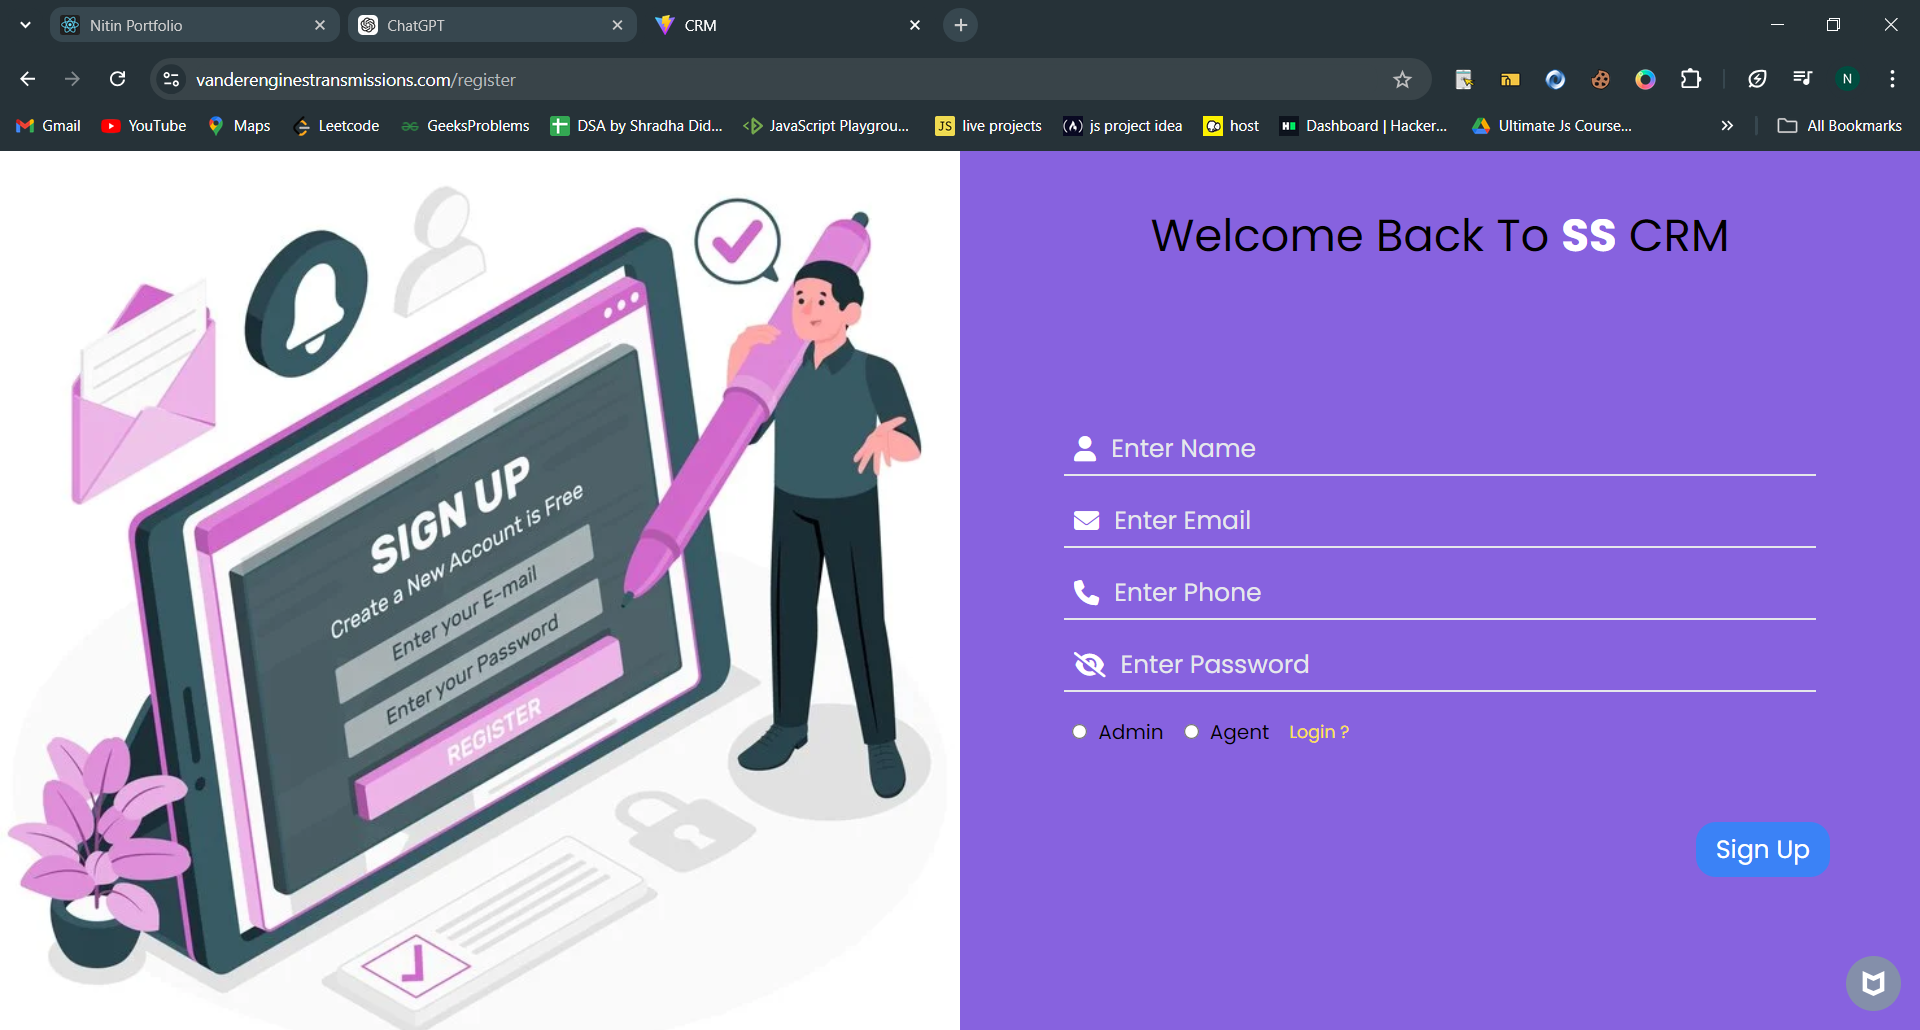 Nitin Portfolio
ChatGPT
CRM
vanderenginestransmissions.com/register
N
Gmail
YouTube
Maps
Leetcode
GeeksProblems
DSA by Shradha Did...
JavaScript Playgrou...
JS live projects
js project idea
host
Dashboard | Hacker...
Ultimate Js Course...
All Bookmarks
SIGN UP
Create a New Account is Free
Enter your E-mail
Enter your Password
REGISTER
Welcome Back To SS CRM
Enter Name
Enter Email
Enter Phone
Enter Password
Admin Agent Login ?
Sign Up